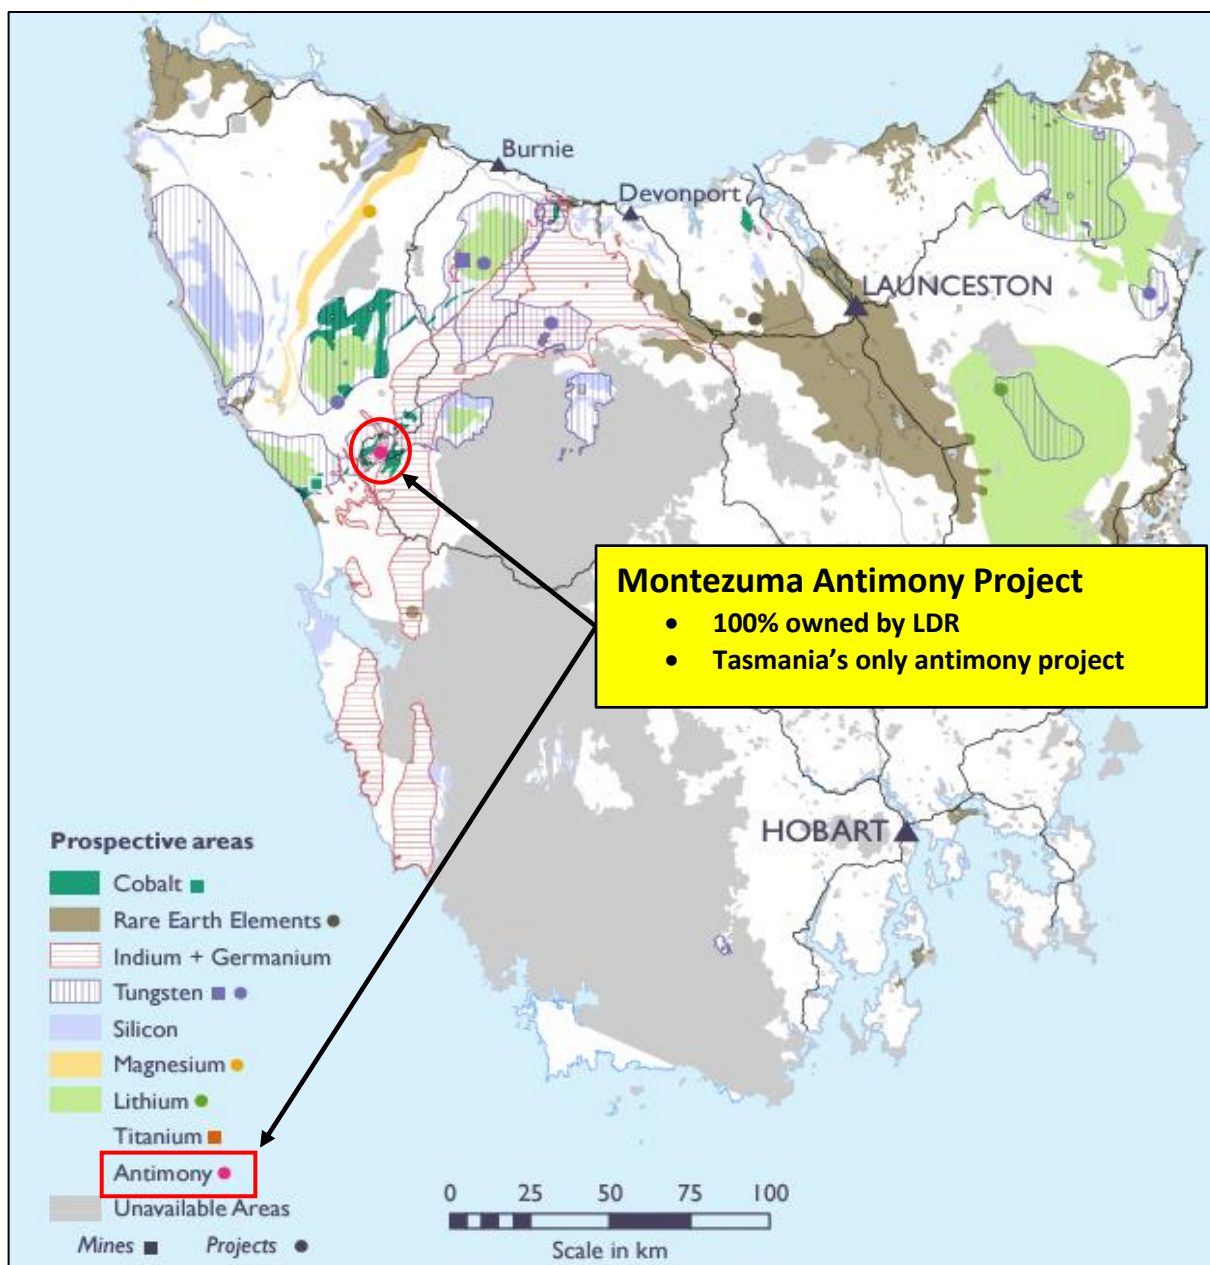 Burnie
Devonport
LAUNCESTON
Montezuma Antimony Project
• 100% owned by LDR
• Tasmania's only antimony project
HOBART
Prospective areas
Cobalt
Rare Earth Elements
Indium + Germanium
Tungsten
Silicon
Magnesium
Lithium
Titanium
Antimony
Unavailable Areas
Mines Projects
0 25 50 75 100
Scale in km